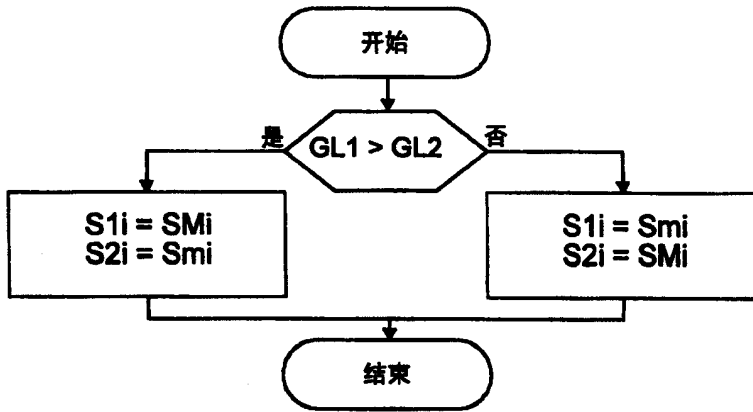 开始
是
GL1 > GL2
否
S1i = SMi
S2i = Smi
S1i = Smi
S2i = SMi
结束